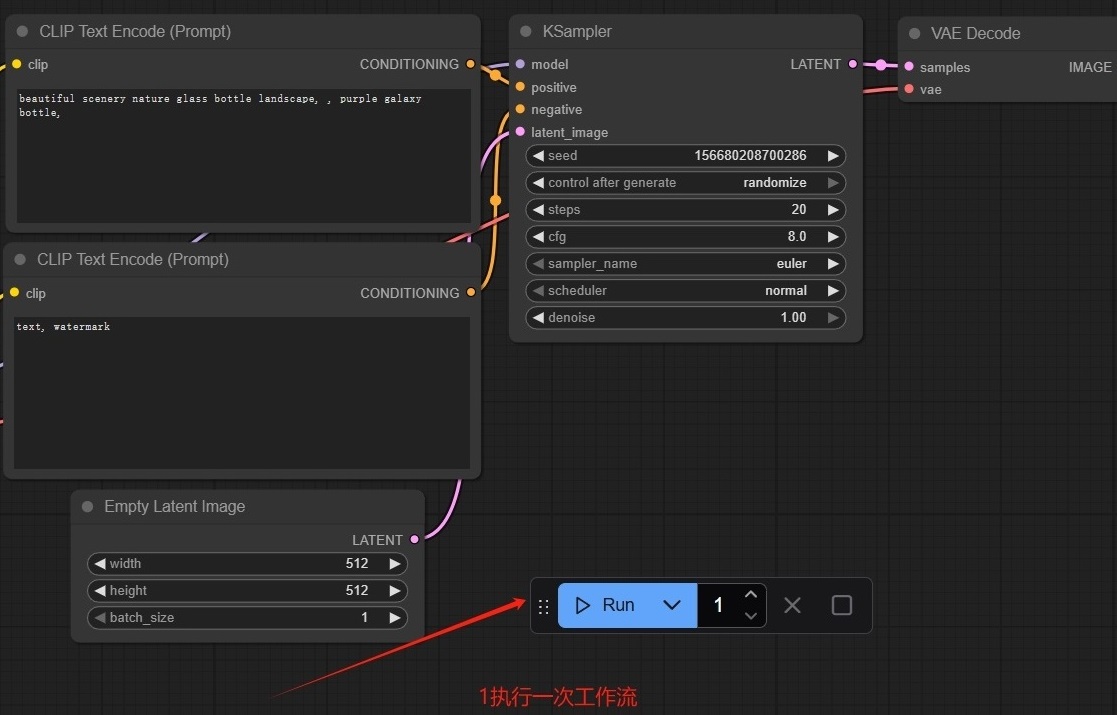 CLIP Text Encode (Prompt)
clip
CONDITIONING
beautiful scenery nature glass bottle landscape, , purple galaxy
bottle,
CLIP Text Encode (Prompt)
clip
CONDITIONING
text, watermark
Empty Latent Image
LATENT
width 512
height 512
batch_size 1
KSampler
model
LATENT
positive
negative
latent_image
seed 156680208700286
control after generate randomize
steps 20
cfg 8.0
sampler_name euler
scheduler normal
denoise 1.00
VAE Decode
samples
IMAGE
vae
Run 1
1执行一次工作流